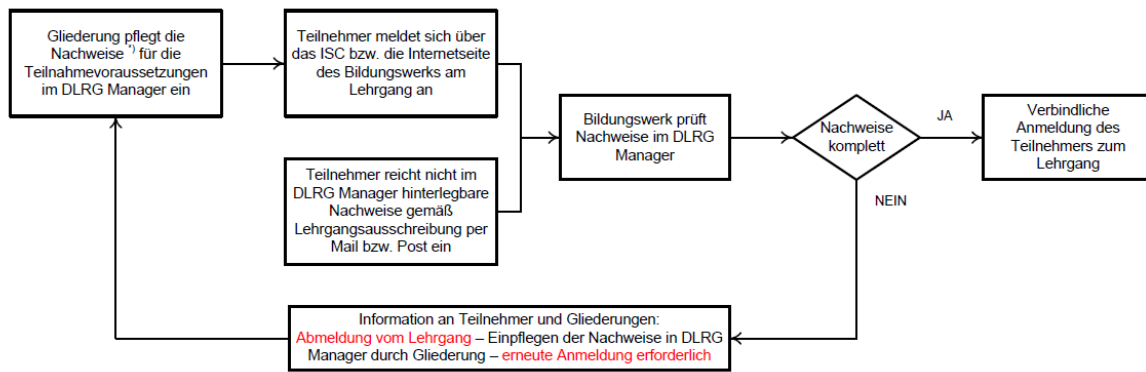 Gliederung pflegt die
Nachweise *) für die
Teilnahmevoraussetzungen
im DLRG Manager ein
Teilnehmer meldet sich über
das ISC bzw. die Internetseite
des Bildungswerks am
Lehrgang an
Teilnehmer reicht nicht im
DLRG Manager hinterlegbare
Nachweise gemäß
Lehrgangsausschreibung per
Mail bzw. Post ein
Bildungswerk prüft
Nachweise im DLRG
Manager
Nachweise
komplett
JA
Verbindliche
Anmeldung des
Teilnehmers zum
Lehrgang
NEIN
Information an Teilnehmer und Gliederungen:
Abmeldung vom Lehrgang – Einpflegen der Nachweise in DLRG
Manager durch Gliederung – erneute Anmeldung erforderlich